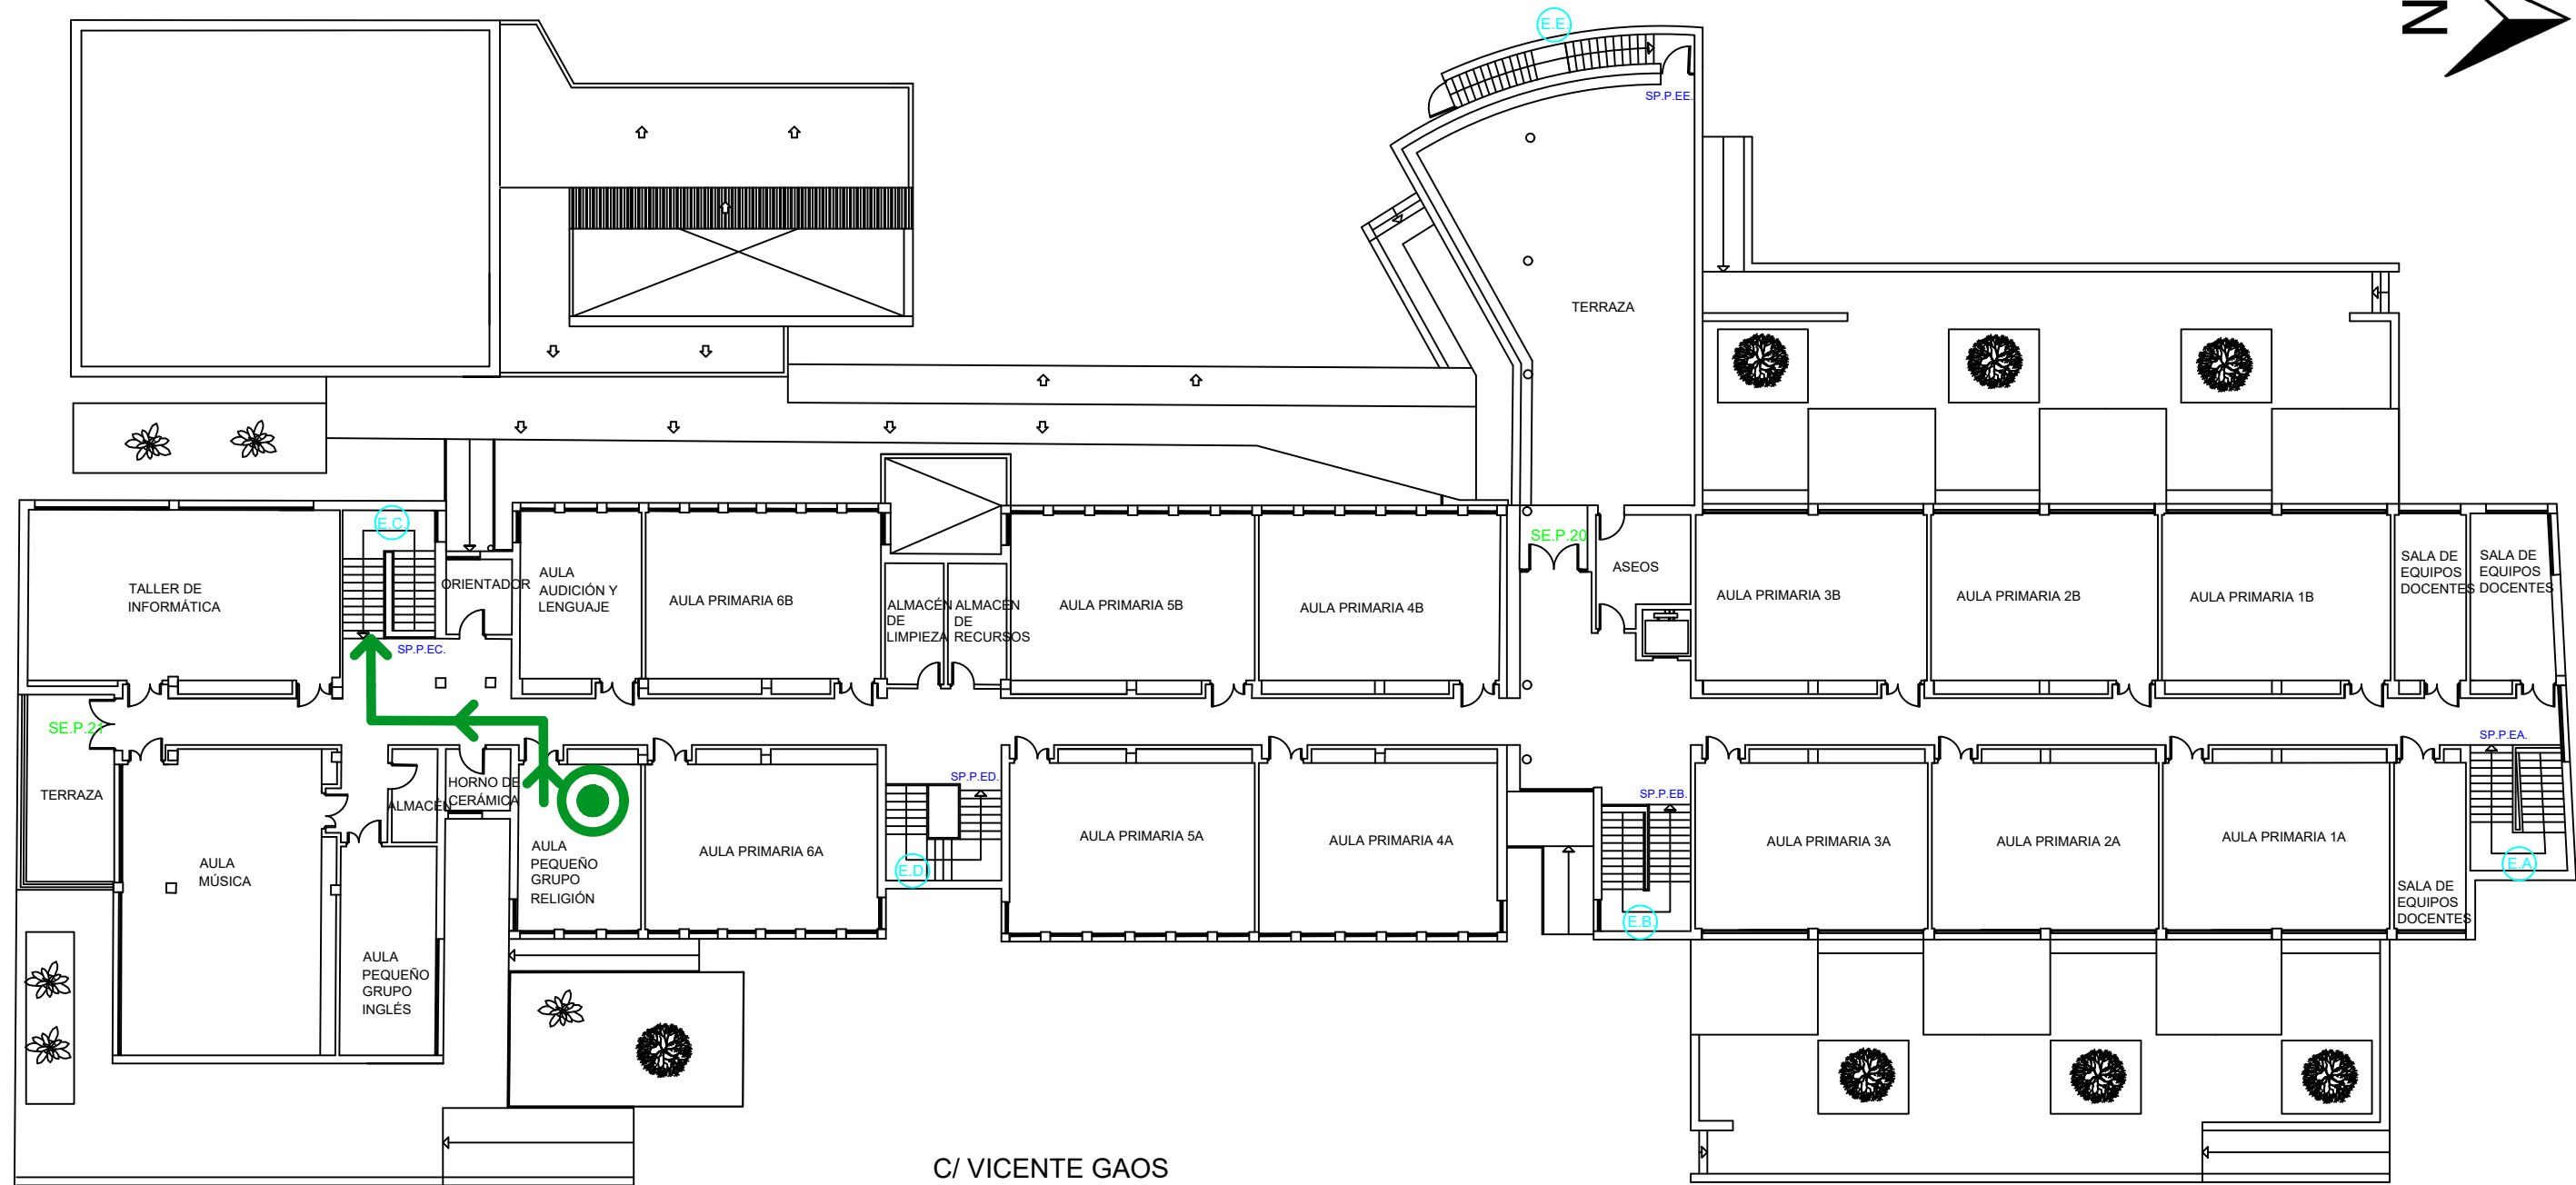 E.E.
N
SP.P.EE.
TERRAZA
E.C.
SE.P.20
TALLER DE
INFORMÁTICA
ORIENTADOR
AULA
AUDICIÓN Y
LENGUAJE
AULA PRIMARIA 6B
ALMACÉN
DE
LIMPIEZA
ALMACÉN
DE
RECURSOS
AULA PRIMARIA 5B
AULA PRIMARIA 4B
ASEOS
AULA PRIMARIA 3B
AULA PRIMARIA 2B
AULA PRIMARIA 1B
SALA DE
EQUIPOS
DOCENTES
SALA DE
EQUIPOS
DOCENTES
SP.P.EC.
SE.P.21
SP.P.EA.
TERRAZA
ALMACÉN
HORNO DE
CERÁMICA
SP.P.ED.
SP.P.EB.
AULA
MÚSICA
AULA
PEQUEÑO
GRUPO
RELIGIÓN
AULA PRIMARIA 6A
E.D.
AULA PRIMARIA 5A
AULA PRIMARIA 4A
E.B.
AULA PRIMARIA 3A
AULA PRIMARIA 2A
AULA PRIMARIA 1A
SALA DE
EQUIPOS
DOCENTES
E.A.
AULA
PEQUEÑO
GRUPO
INGLÉS
C/ VICENTE GAOS